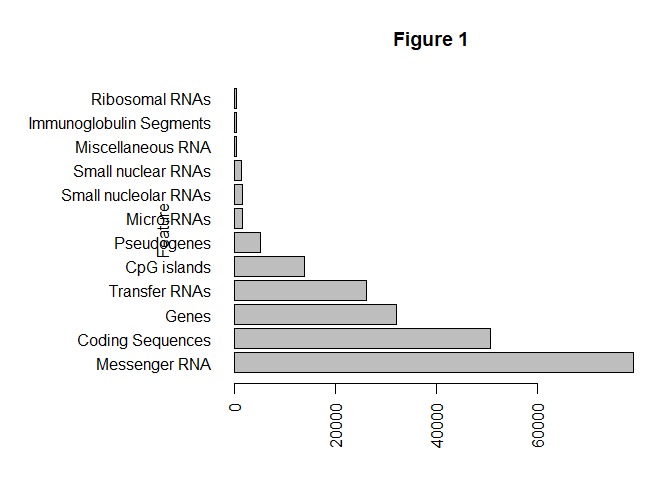 Figure 1
Ribosomal RNAs
Immunoglobulin Segments
Miscellaneous RNA
Small nuclear RNAs
Small nucleolar RNAs
Micro RNAs
Pseudogenes
CpG islands
Transfer RNAs
Genes
Coding Sequences
Messenger RNA
Feature
0
20000
40000
60000